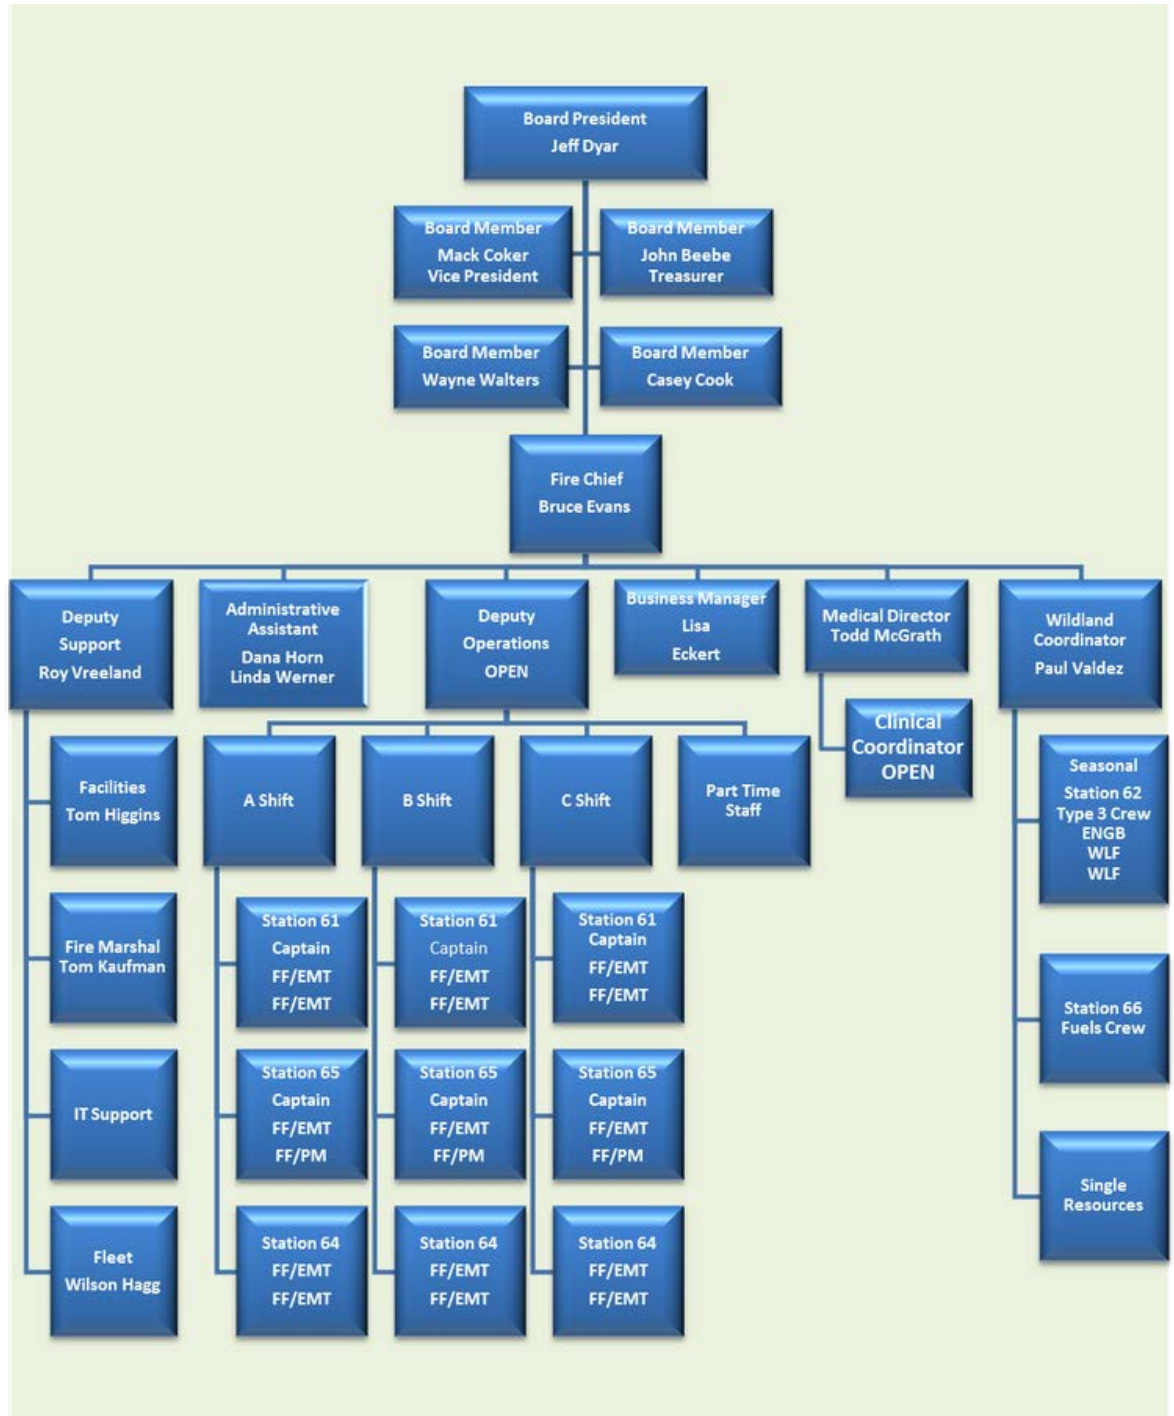 Board President
Jeff Dyar
Board Member
Mack Coker
Vice President
Board Member
John Beebe
Treasurer
Board Member
Wayne Walters
Board Member
Casey Cook
Fire Chief
Bruce Evans
Deputy
Support
Roy Vreeland
Administrative
Assistant
Dana Horn
Linda Werner
Deputy
Operations
OPEN
Business Manager
Lisa
Eckert
Medical Director
Todd McGrath
Wildland
Coordinator
Paul Valdez
Clinical
Coordinator
OPEN
Facilities
Tom Higgins
A Shift
B Shift
C Shift
Part Time
Staff
Seasonal
Station 62
Type 3 Crew
ENGB
WLF
WLF
Fire Marshal
Tom Kaufman
Station 61
Captain
FF/EMT
FF/EMT
Station 61
Captain
FF/EMT
FF/EMT
Station 61
Captain
FF/EMT
FF/EMT
Station 66
Fuels Crew
IT Support
Station 65
Captain
FF/EMT
FF/PM
Station 65
Captain
FF/EMT
FF/PM
Station 65
Captain
FF/EMT
FF/PM
Single
Resources
Fleet
Wilson Hagg
Station 64
FF/EMT
FF/EMT
Station 64
FF/EMT
FF/EMT
Station 64
FF/EMT
FF/EMT